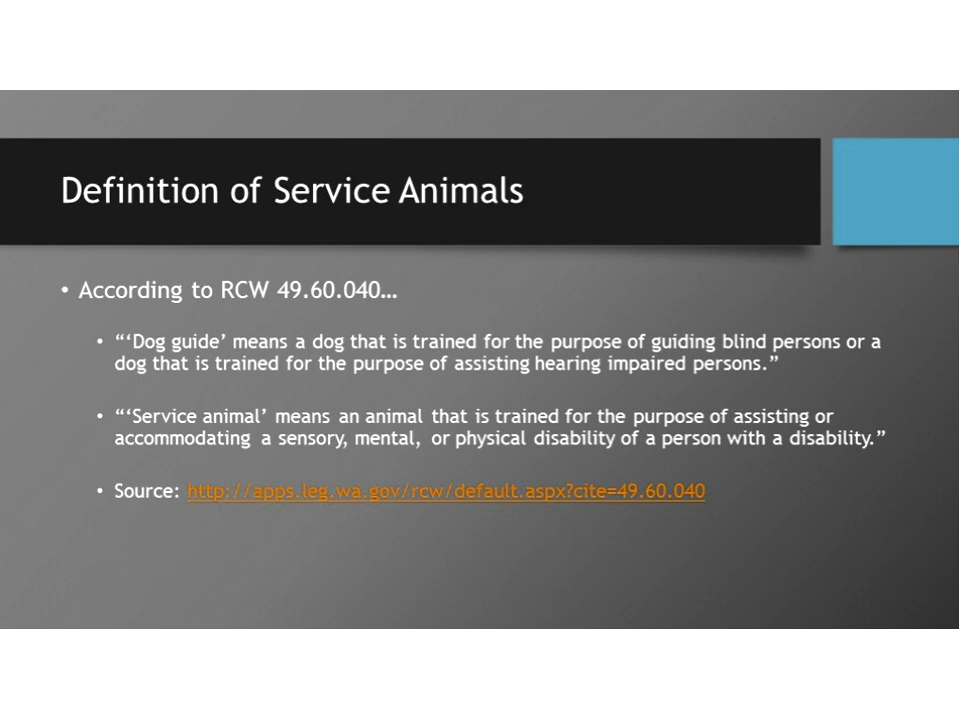 Definition of Service Animals
• According to RCW 49.60.040…
• “‘Dog guide’ means a dog that is trained for the purpose of guiding blind persons or a
dog that is trained for the purpose of assisting hearing impaired persons.”
• “‘Service animal’ means an animal that is trained for the purpose of assisting or
accommodating a sensory, mental, or physical disability of a person with a disability.”
• Source: http://apps.leg.wa.gov/rcw/default.aspx?cite=49.60.040